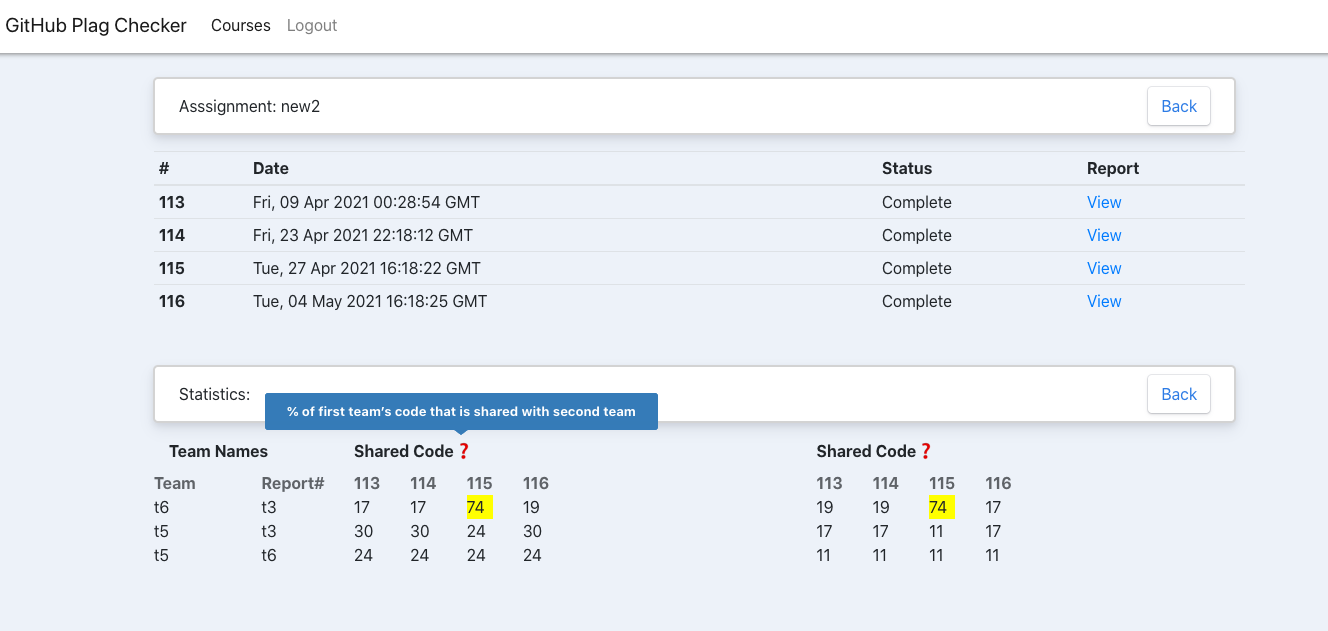 GitHub Plag Checker Courses Logout
Asssignment: new2 Back
# Date Status Report
113 Fri, 09 Apr 2021 00:28:54 GMT Complete View
114 Fri, 23 Apr 2021 22:18:12 GMT Complete View
115 Tue, 27 Apr 2021 16:18:22 GMT Complete View
116 Tue, 04 May 2021 16:18:25 GMT Complete View
Statistics: Back
% of first team’s code that is shared with second team
Team Names Shared Code ❓ Shared Code ❓
Team Report# 113 114 115 116 113 114 115 116
t6 t3 17 17 74 19 19 19 74 17
t5 t3 30 30 24 30 17 17 11 17
t5 t6 24 24 24 24 11 11 11 11